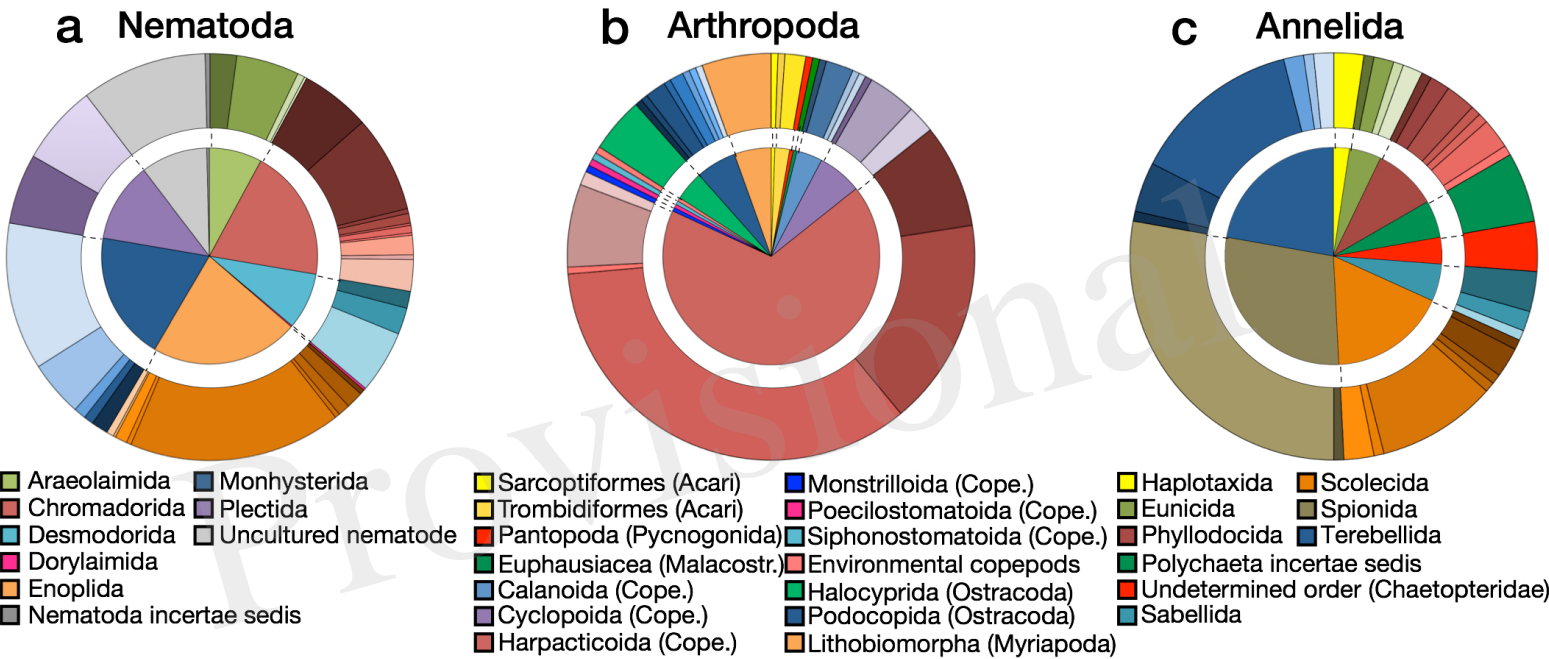 a Nematoda
b Arthropoda
c Annelida
Araeolaimida
Chromadorida
Desmodorida
Dorylaimida
Enoplida
Nematoda incertae sedis
Monhysterida
Plectida
Uncultured nematode
Sarcoptiformes (Acari)
Trombidiformes (Acari)
Pantopoda (Pycnogonida)
Euphausiacea (Malacostr.)
Calanoida (Cope.)
Cyclopoida (Cope.)
Harpacticoida (Cope.)
Monstrilloida (Cope.)
Poecilostomatoida (Cope.)
Siphonostomatoida (Cope.)
Environmental copepods
Halocyprida (Ostracoda)
Podocopida (Ostracoda)
Lithobiomorpha (Myriapoda)
Haplotaxida
Eunicida
Phyllodocida
Polychaeta incertae sedis
Undetermined order (Chaetopteridae)
Sabellida
Scolecida
Spionida
Terebellida
Provisional